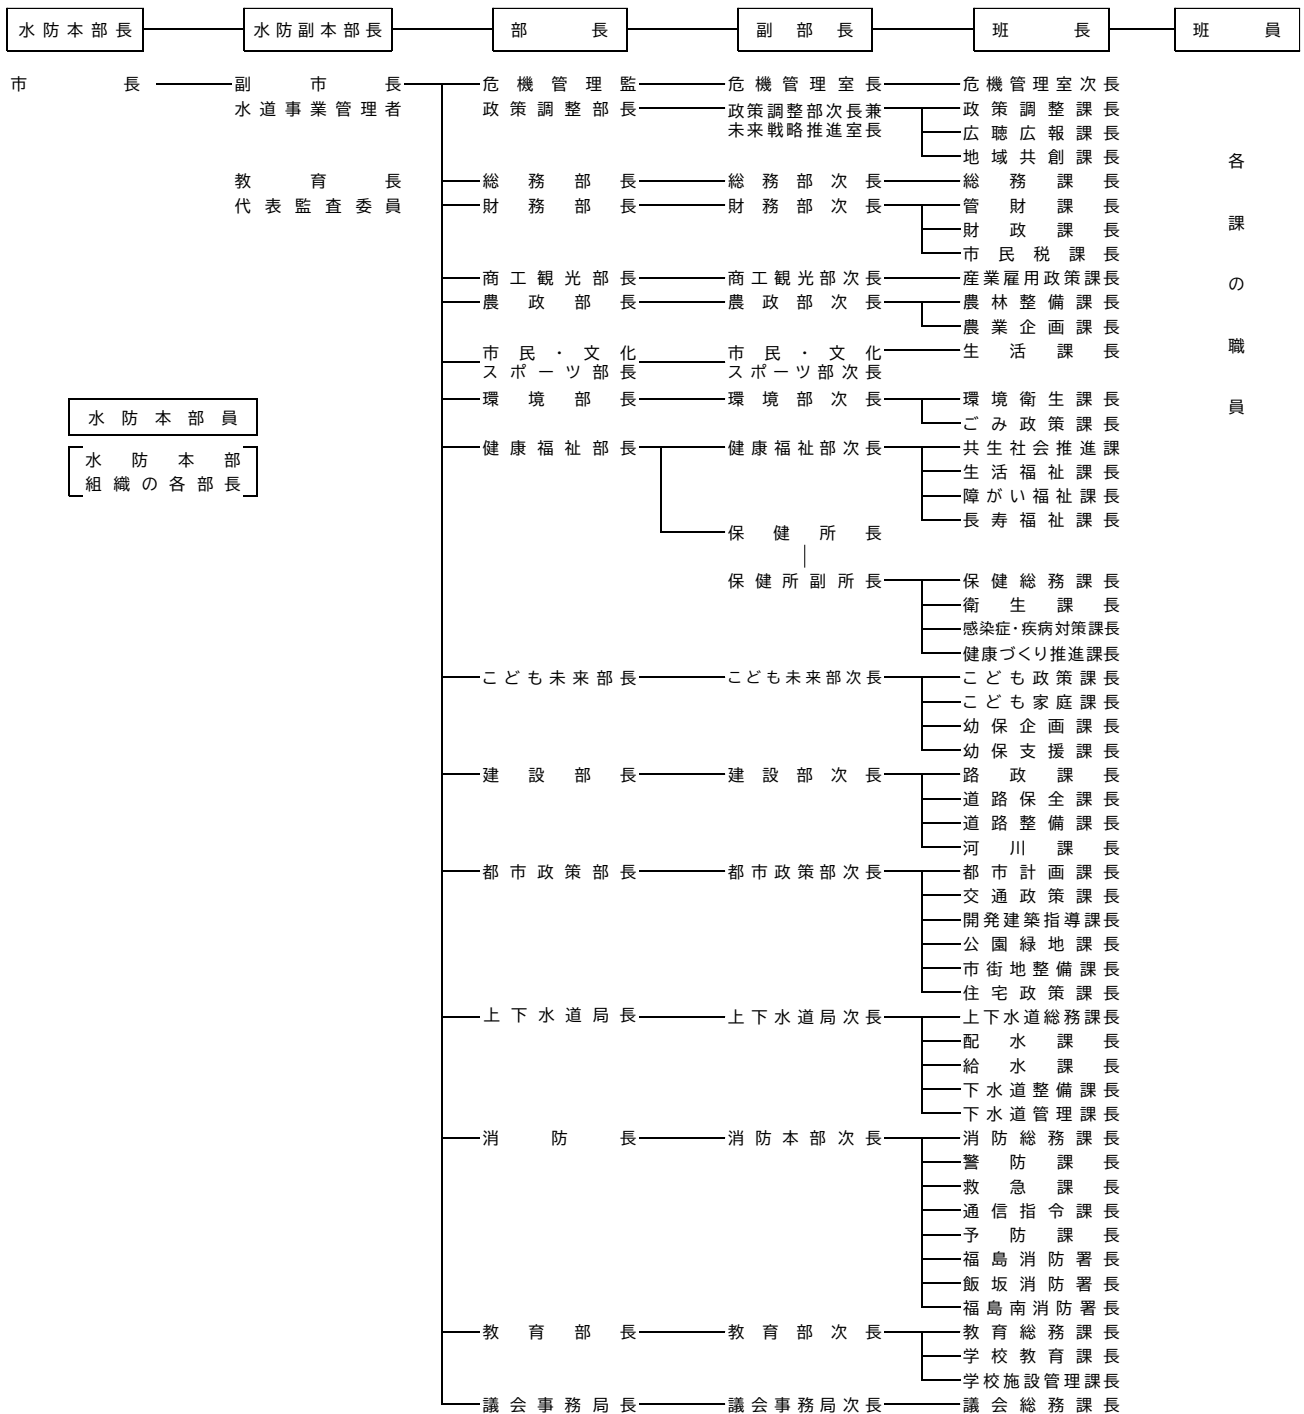 水防本部長 水防副本部長 部長 副部長 班長 班員
市長 副市長 危機管理監 危機管理室長 危機管理室次長
水道事業管理者 政策調整部長 政策調整部次長兼 政策調整課長
未来戦略推進室長 広聴広報課長
地域共創課長
教育長 総務部長 総務部次長 総務課長
代表監査委員 財務部長 財務部次長 管財課長
財政課長
市民税課長
商工観光部長 商工観光部次長 産業雇用政策課長
農政部長 農政部次長 農林整備課長
農業企画課長
市民・文化 市民・文化 生活課長
スポーツ部長 スポーツ部次長
環境部長 環境部次長 環境衛生課長
水防本部員 ごみ政策課長
健康福祉部長 健康福祉部次長 共生社会推進課
水防本部 生活福祉課長
組織の各部長 障がい福祉課長
長寿福祉課長
保健所長
保健所副所長 保健総務課長
衛生課長
感染症・疾病対策課長
健康づくり推進課長
こども未来部長 こども未来部次長 こども政策課長
こども家庭課長
幼保企画課長
幼保支援課長
建設部長 建設部次長 路政課長
道路保全課長
道路整備課長
河川課長
都市政策部長 都市政策部次長 都市計画課長
交通政策課長
開発建築指導課長
公園緑地課長
市街地整備課長
住宅政策課長
上下水道局長 上下水道局次長 上下水道総務課長
配水課長
給水課長
下水道整備課長
下水道管理課長
消防長 消防本部次長 消防総務課長
警防課長
救急課長
通信指令課長
予防課長
福島消防署長
飯坂消防署長
福島南消防署長
教育部長 教育部次長 教育総務課長
学校教育課長
学校施設管理課長
議会事務局長 議会事務局次長 議会総務課長
各課の職員